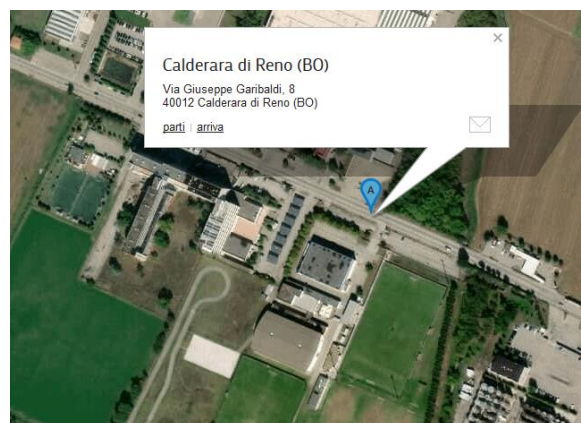 Calderara di Reno (BO)
Via Giuseppe Garibaldi, 8
40012 Calderara di Reno (BO)
parti | arriva
A